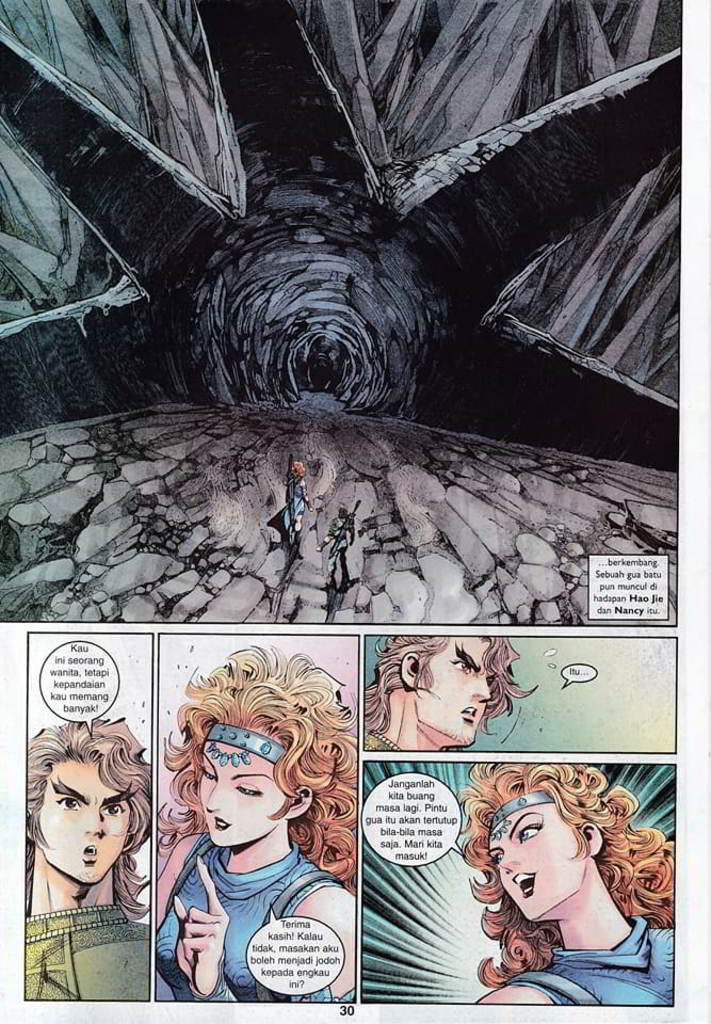 ...berkembang.
Sebuah gua batu
pun muncul di
hadapan Hao Jie
dan Nancy itu.
Kau
ini seorang
wanita, tetapi
kepandaian
kau memang
banyak!
Terima
kasih! Kalau
tidak, masakan aku
boleh menjadi jodoh
kepada engkau
ini?
Itu...
Janganlah
kita buang
masa lagi. Pintu
gua itu akan tertutup
bila-bila masa
saja. Mari kita
masuk!
30